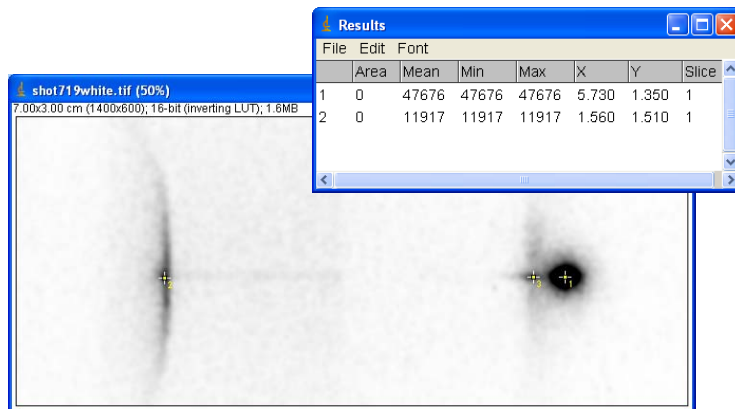 Results
File Edit Font
Area Mean Min Max X Y Slice
1 0 47676 47676 47676 5.730 1.350 1
2 0 11917 11917 11917 1.560 1.510 1
shot719white.tif (50%)
7.00x3.00 cm (1400x600); 16-bit (inverting LUT); 1.6MB
2
3
1